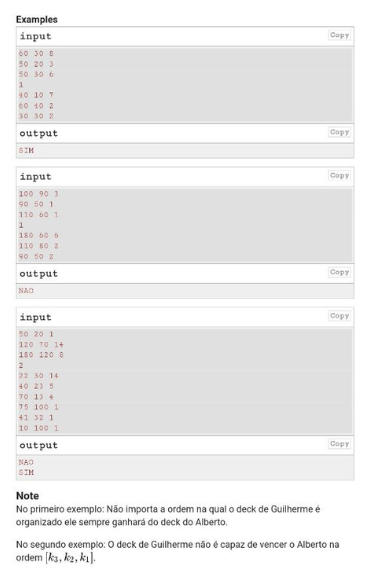 Examples
input
Copy
60 30 8
50 20 3
50 30 6
1
40 10 7
60 40 2
30 30 2
output
Copy
SIM
input
Copy
100 90 3
90 50 1
110 60 1
1
180 60 6
110 80 2
90 50 2
output
Copy
NAO
input
Copy
50 20 1
120 70 14
180 120 8
2
22 30 14
40 23 5
70 13 4
75 100 1
41 32 1
10 100 1
output
Copy
NAO
SIM
Note
No primeiro exemplo: Não importa a ordem na qual o deck de Guilherme é
organizado ele sempre ganhará do deck do Alberto.
No segundo exemplo: O deck de Guilherme não é capaz de vencer o Alberto na
ordem [k₃, k₂, k₁].